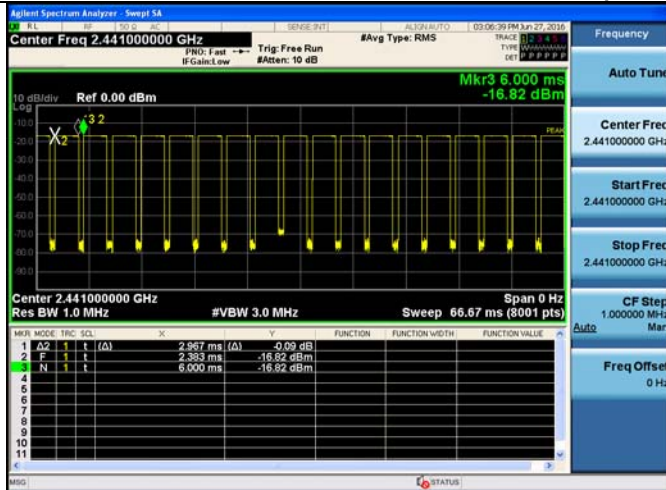 Agilent Spectrum Analyzer - Swept SA
RL RF 50 Ω AC SENSE:INT ALIGN AUTO 03:06:39 PM Jun 27, 2016
Center Freq 2.441000000 GHz
PNO: Fast
IFGain:Low
Trig: Free Run
#Atten: 10 dB
#Avg Type: RMS
TRACE 1 2 3 4 5 6
TYPE
DET P P P P P P
Mkr3 6.000 ms
-16.82 dBm
10 dB/div Ref 0.00 dBm
Log
-10.0
-20.0
-30.0
-40.0
-50.0
-60.0
-70.0
-80.0
-90.0
X2
3 2
PEAK
Center 2.441000000 GHz Span 0 Hz
Res BW 1.0 MHz #VBW 3.0 MHz Sweep 66.67 ms (8001 pts)
MKR MODE TRC SCL X Y FUNCTION FUNCTION WIDTH FUNCTION VALUE
1 Δ2 1 t (Δ) 2.967 ms (Δ) -0.09 dB
2 F 1 t 2.383 ms -16.82 dBm
3 N 1 t 6.000 ms -16.82 dBm
4
5
6
7
8
9
10
11
MSG STATUS
Frequency
Auto Tune
Center Freq
2.441000000 GHz
Start Freq
2.441000000 GHz
Stop Freq
2.441000000 GHz
CF Step
1.000000 MHz
Auto Man
Freq Offset
0 Hz